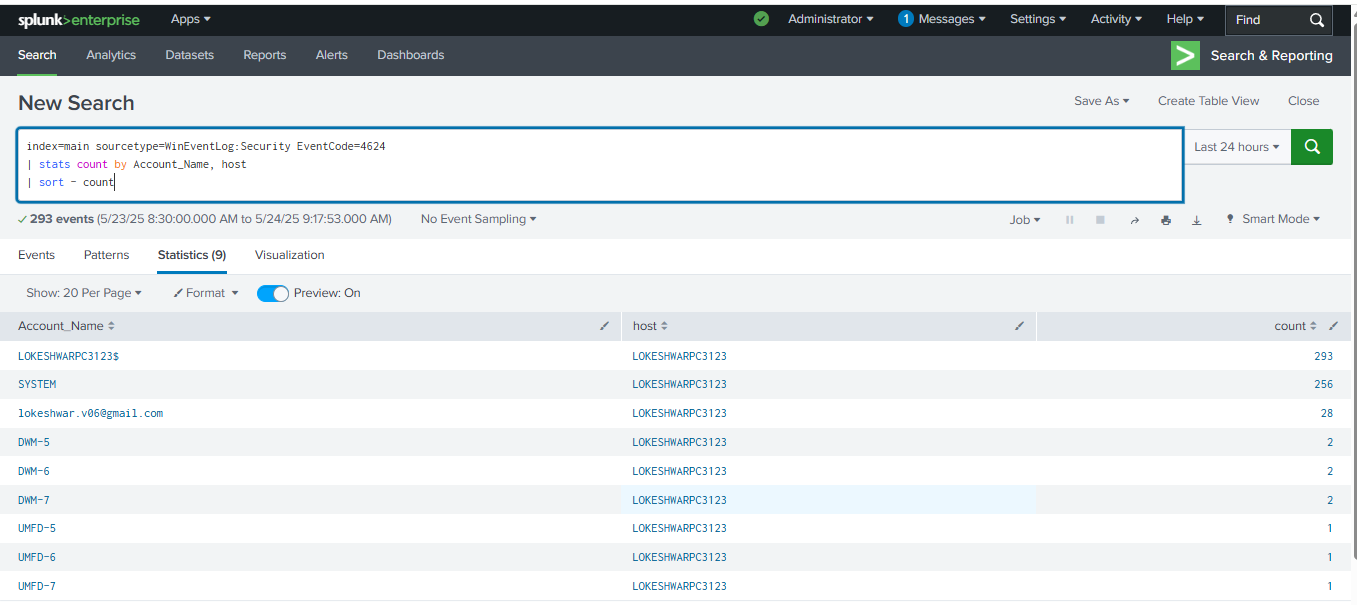 splunk>enterprise Apps Administrator 1 Messages Settings Activity Help Find
Search Analytics Datasets Reports Alerts Dashboards > Search & Reporting
New Search Save As Create Table View Close
index=main sourcetype=WinEventLog:Security EventCode=4624
| stats count by Account_Name, host
| sort - count
Last 24 hours
293 events (5/23/25 8:30:00.000 AM to 5/24/25 9:17:53.000 AM) No Event Sampling Job Smart Mode
Events Patterns Statistics (9) Visualization
Show: 20 Per Page Format Preview: On
Account_Name host count
LOKESHWARPC3123$ LOKESHWARPC3123 293
SYSTEM LOKESHWARPC3123 256
lokeshwar.v06@gmail.com LOKESHWARPC3123 28
DWM-5 LOKESHWARPC3123 2
DWM-6 LOKESHWARPC3123 2
DWM-7 LOKESHWARPC3123 2
UMFD-5 LOKESHWARPC3123 1
UMFD-6 LOKESHWARPC3123 1
UMFD-7 LOKESHWARPC3123 1